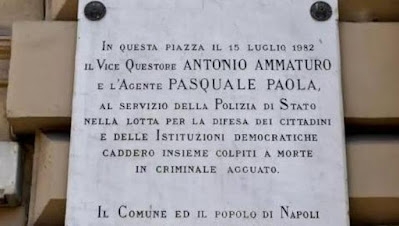 In questa piazza il 15 luglio 1982
il Vice Questore ANTONIO AMMATURO
e l'Agente PASQUALE PAOLA,
al servizio della Polizia di Stato
nella lotta per la difesa dei cittadini
e delle Istituzioni democratiche
caddero insieme colpiti a morte
in criminale agguato.
Il Comune ed il popolo di Napoli